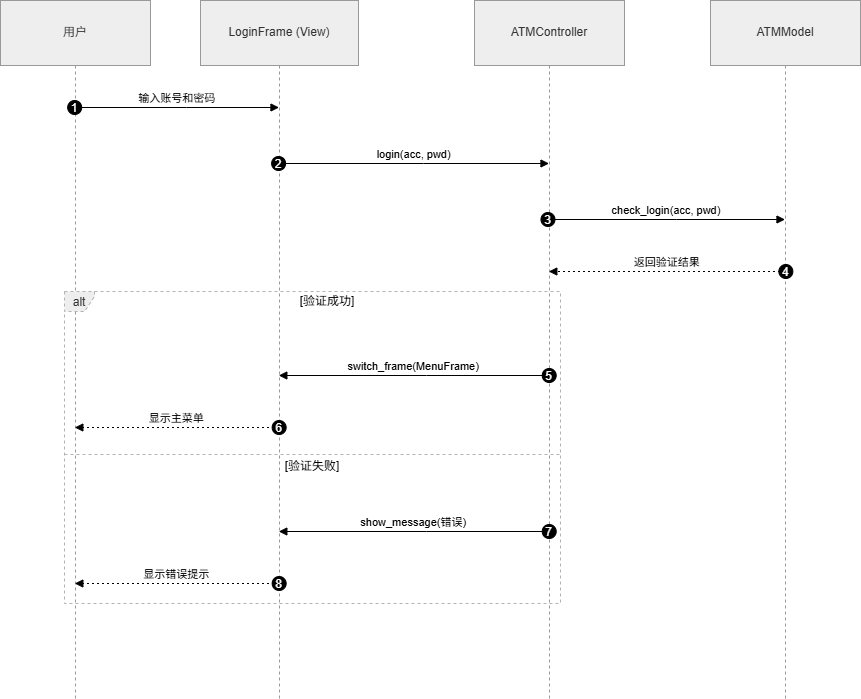 用户
LoginFrame (View)
ATMController
ATMModel
1
输入账号和密码
2
login(acc, pwd)
3
check_login(acc, pwd)
返回验证结果
4
alt
[验证成功]
switch_frame(MenuFrame)
5
显示主菜单
6
[验证失败]
show_message(错误)
7
显示错误提示
8